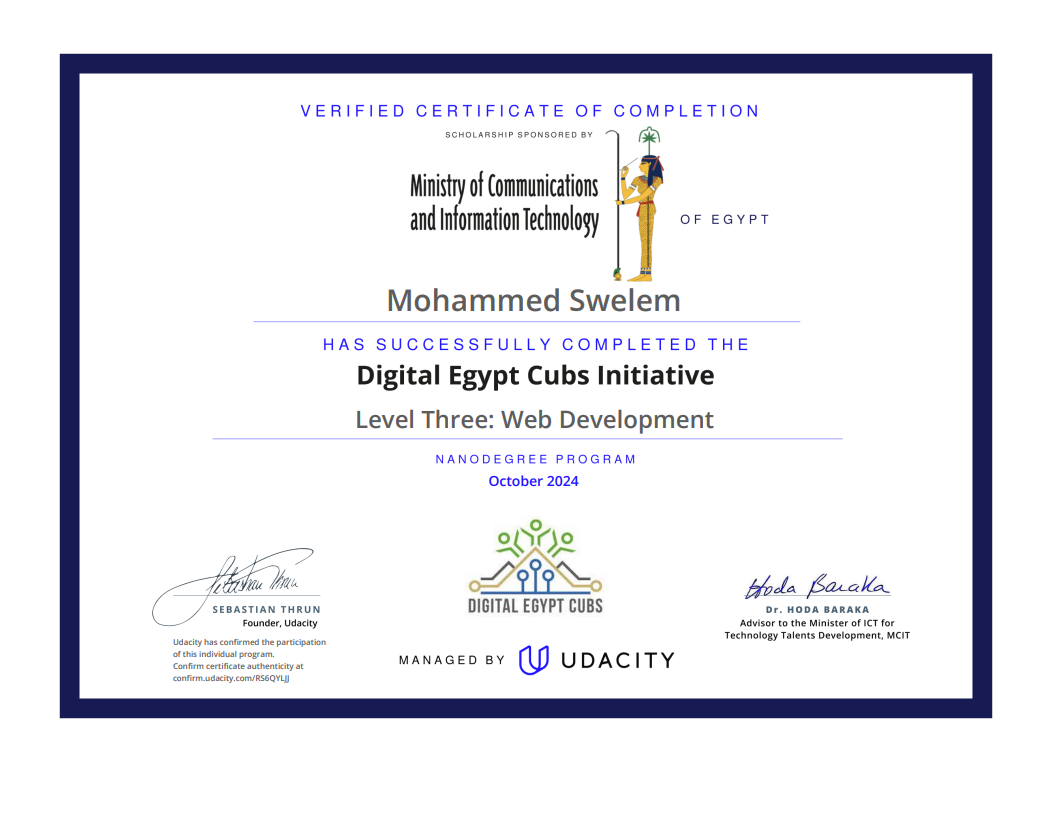 VERIFIED CERTIFICATE OF COMPLETION
SCHOLARSHIP SPONSORED BY
Ministry of Communications
and Information Technology
OF EGYPT
Mohammed Swelem
HAS SUCCESSFULLY COMPLETED THE
Digital Egypt Cubs Initiative
Level Three: Web Development
NANODEGREE PROGRAM
October 2024
Sebastian Thrun
SEBASTIAN THRUN
Founder, Udacity
Udacity has confirmed the participation
of this individual program.
Confirm certificate authenticity at
confirm.udacity.com/RS6QYLJJ
DIGITAL EGYPT CUBS
MANAGED BY UDACITY
Hoda Baraka
Dr. HODA BARAKA
Advisor to the Minister of ICT for
Technology Talents Development, MCIT